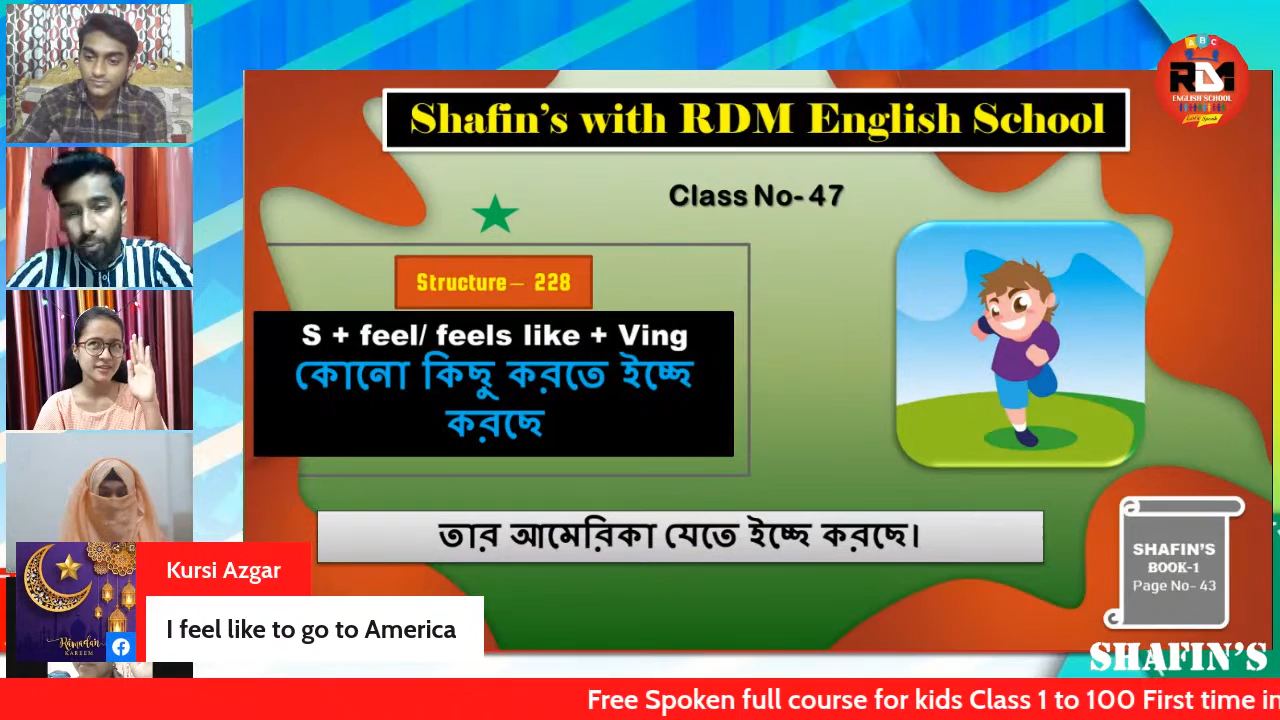 Shafin's with RDM English School
A B C
RDM
ENGLISH SCHOOL
Let's Speak
Class No- 47
Structure – 228
S + feel/ feels like + Ving
কোনো কিছু করতে ইচ্ছে
করছে
তার আমেরিকা যেতে ইচ্ছে করছে।
SHAFIN'S
BOOK-1
Page No- 43
Kursi Azgar
Ramadan
KAREEM
I feel like to go to America
SHAFIN'S
Free Spoken full course for kids Class 1 to 100 First time in